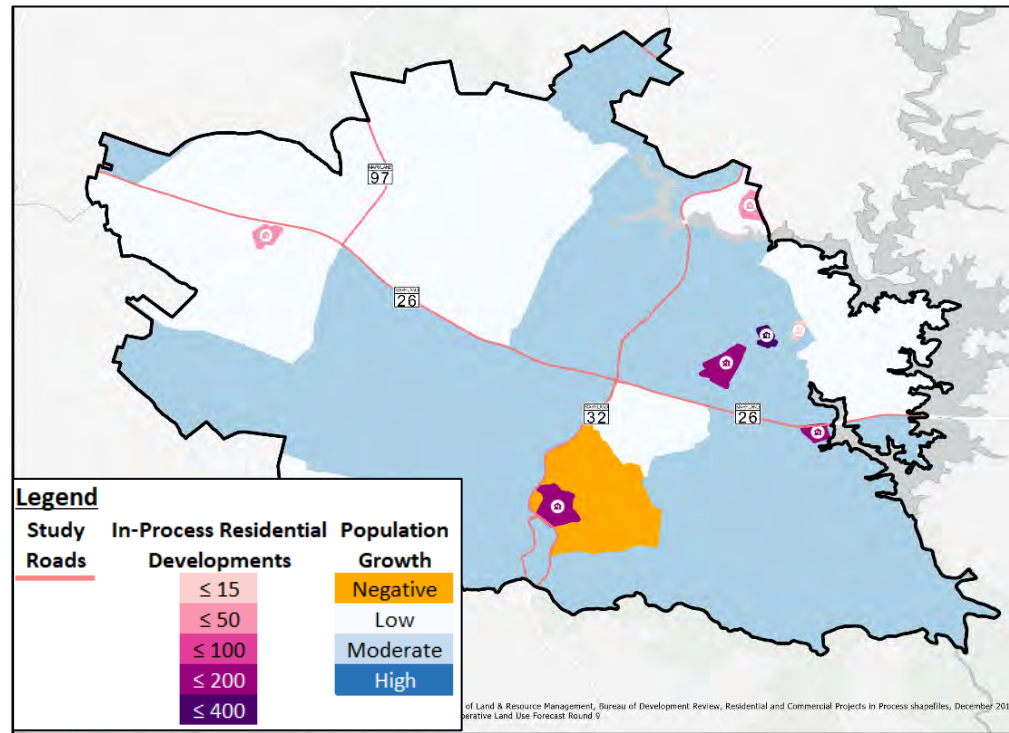 MARYLAND
97
MARYLAND
26
MARYLAND
32
MARYLAND
26
Legend
Study Roads
In-Process Residential Developments
≤ 15
≤ 50
≤ 100
≤ 200
≤ 400
Population Growth
Negative
Low
Moderate
High
of Land & Resource Management, Bureau of Development Review, Residential and Commercial Projects in Process shapefiles, December 201
perative Land Use Forecast Round 9